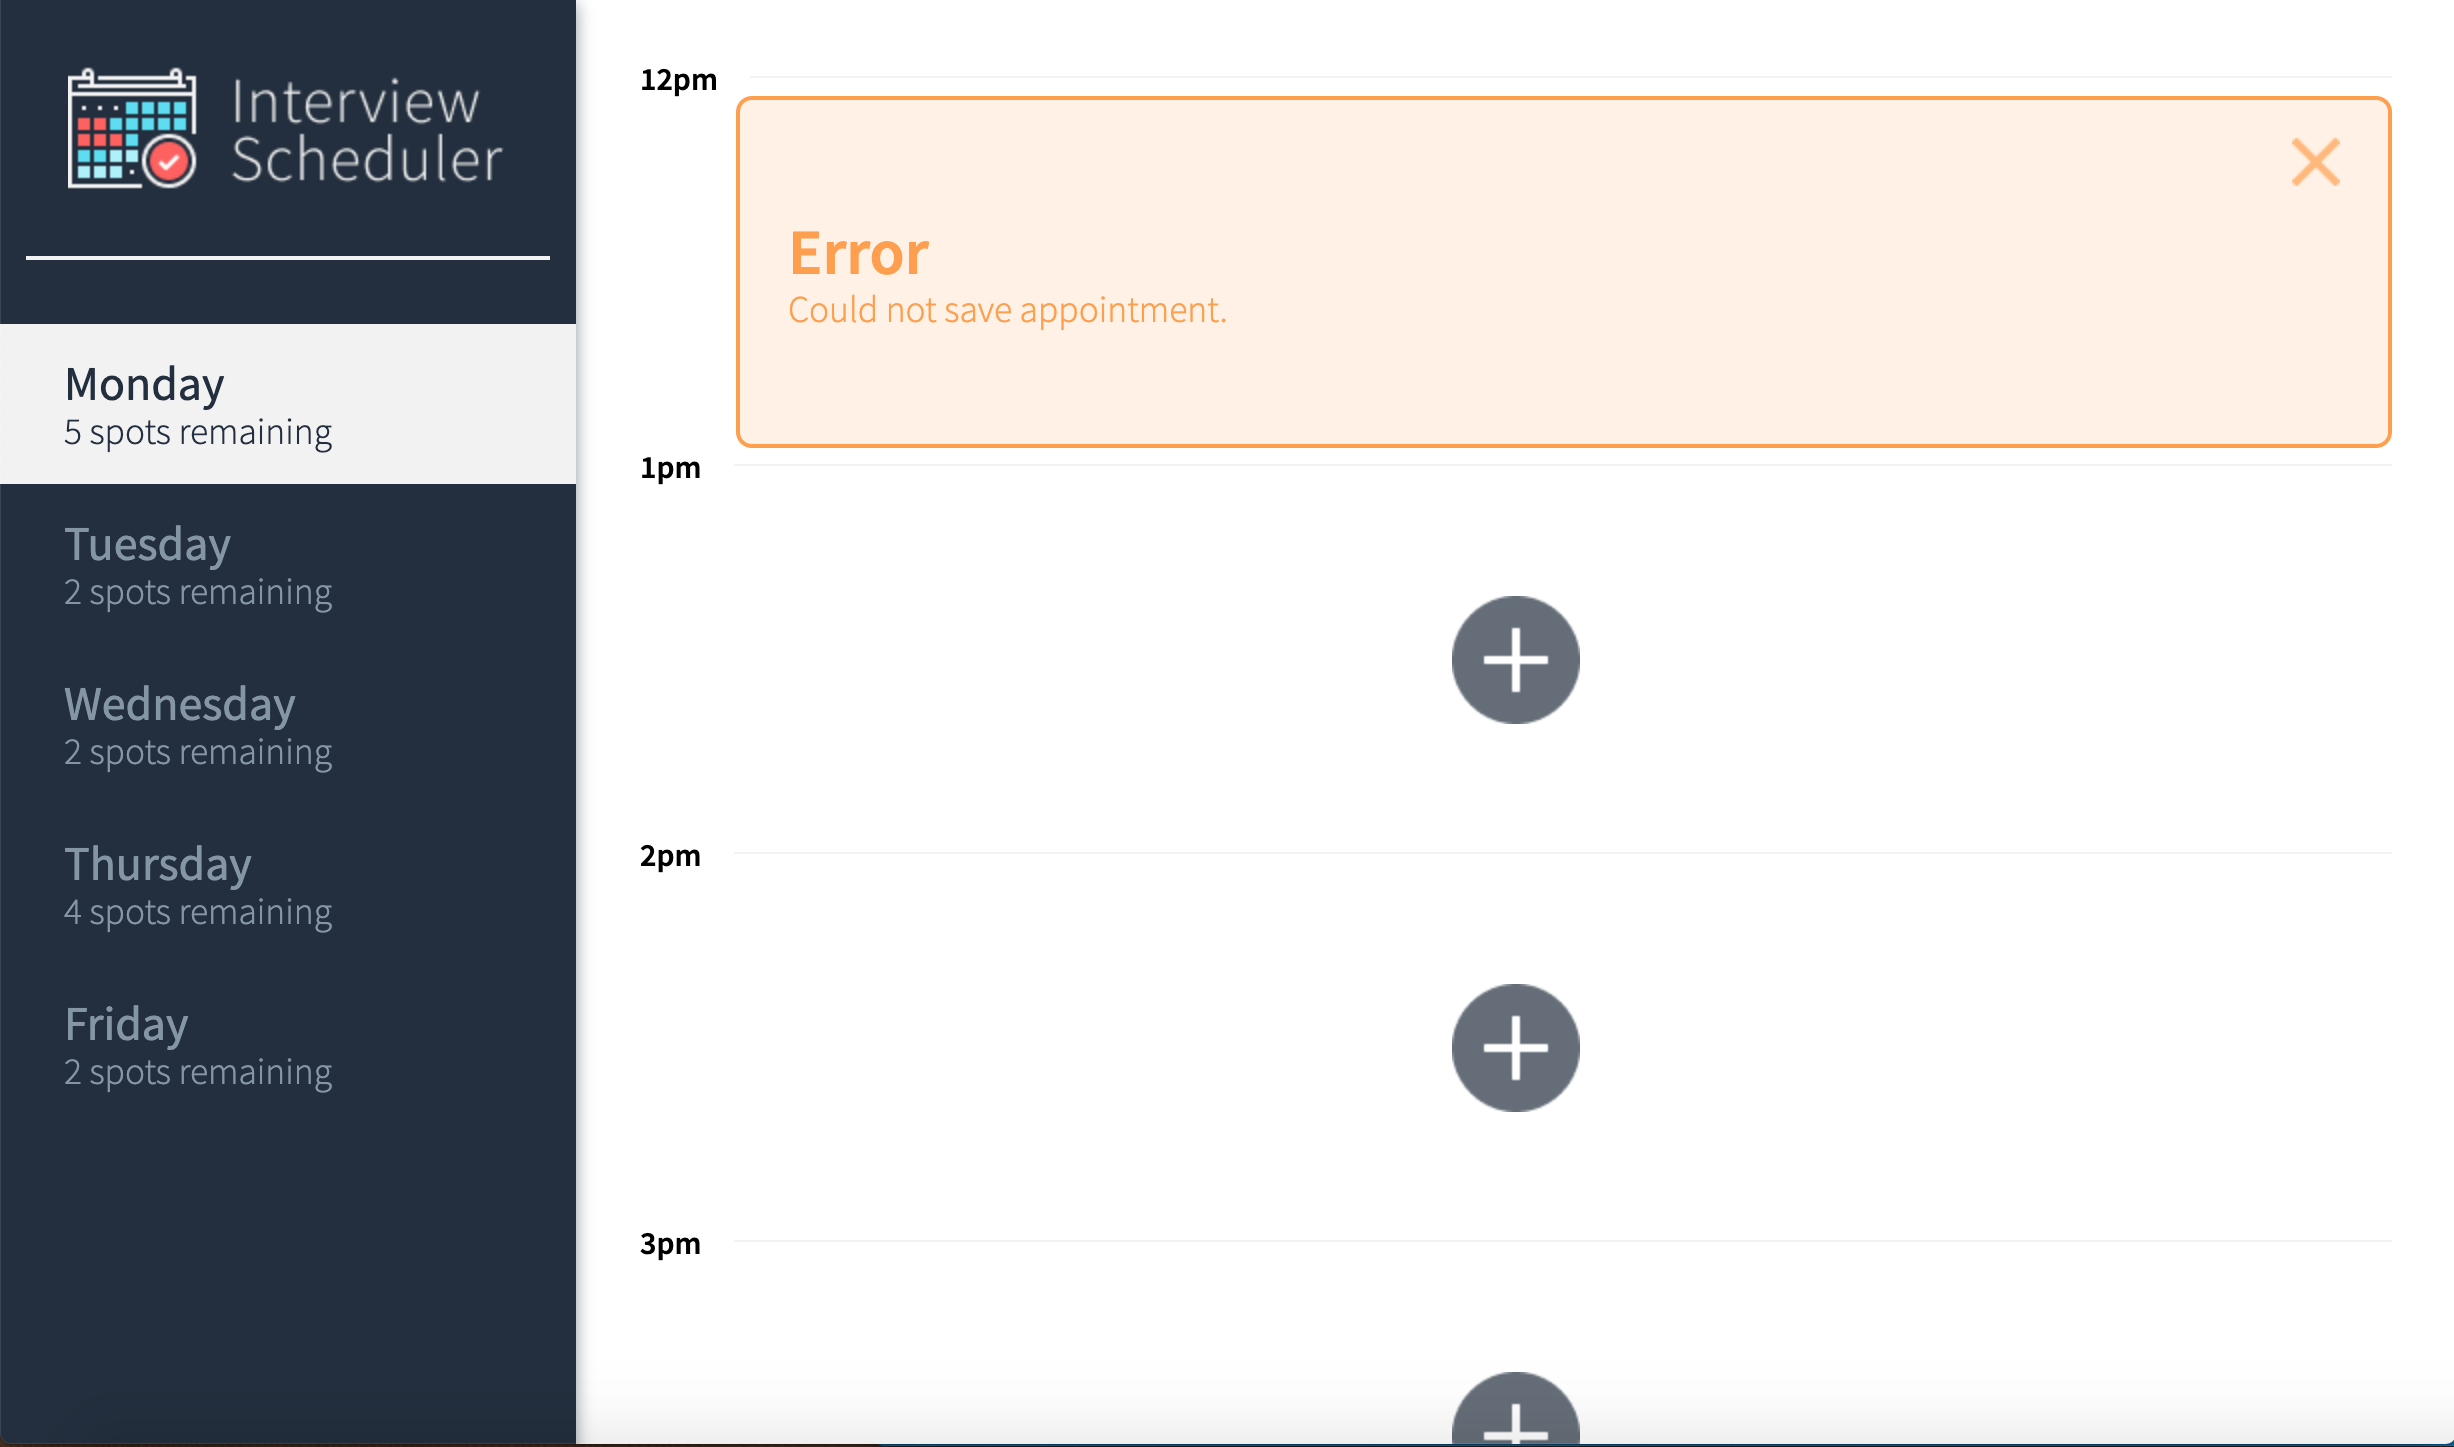 Interview
Scheduler
Monday
5 spots remaining
Tuesday
2 spots remaining
Wednesday
2 spots remaining
Thursday
4 spots remaining
Friday
2 spots remaining
12pm
Error
Could not save appointment.
1pm
2pm
3pm